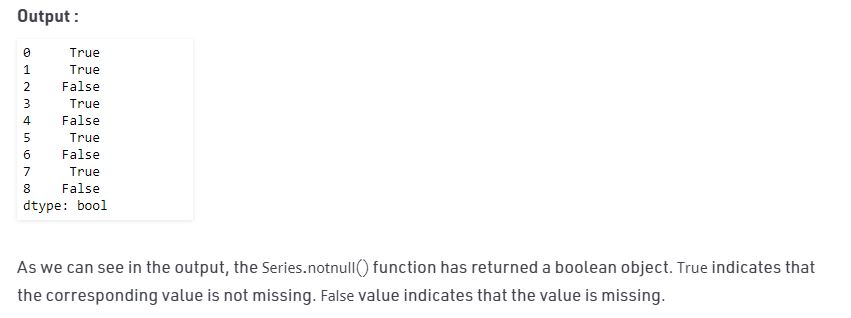 Output :
0     True
1     True
2    False
3     True
4    False
5     True
6    False
7     True
8    False
dtype: bool
As we can see in the output, the Series.notnull() function has returned a boolean object. True indicates that
the corresponding value is not missing. False value indicates that the value is missing.